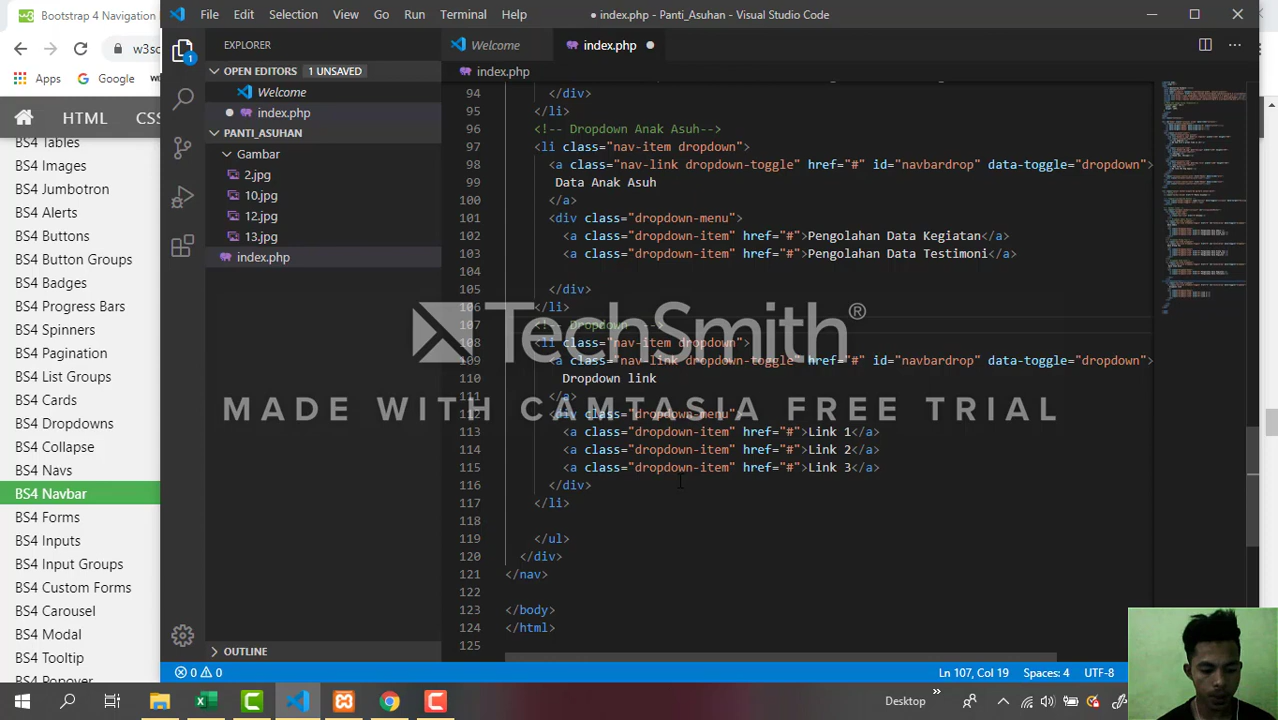 Bootstrap 4 Navigation B
File Edit Selection View Go Run Terminal Help
● index.php - Panti_Asuhan - Visual Studio Code
w3sc
Apps
Google
HTML
CSS
BS4 Tables
BS4 Images
BS4 Jumbotron
BS4 Alerts
BS4 Buttons
BS4 Button Groups
BS4 Badges
BS4 Progress Bars
BS4 Spinners
BS4 Pagination
BS4 List Groups
BS4 Cards
BS4 Dropdowns
BS4 Collapse
BS4 Navs
BS4 Navbar
BS4 Forms
BS4 Inputs
BS4 Input Groups
BS4 Custom Forms
BS4 Carousel
BS4 Modal
BS4 Tooltip
BS4 Popover
1
EXPLORER
OPEN EDITORS 1 UNSAVED
Welcome
index.php
PANTI_ASUHAN
Gambar
2.jpg
10.jpg
12.jpg
13.jpg
index.php
OUTLINE
Welcome
index.php
index.php
94 </div>
95 </li>
96 <!-- Dropdown Anak Asuh-->
97 <li class="nav-item dropdown">
98 <a class="nav-link dropdown-toggle" href="#" id="navbardrop" data-toggle="dropdown"
99 Data Anak Asuh
100 </a>
101 <div class="dropdown-menu">
102 <a class="dropdown-item" href="#">Pengolahan Data Kegiatan</a>
103 <a class="dropdown-item" href="#">Pengolahan Data Testimoni</a>
104
105 </div>
106 </li>
107 <!-- Dropdown -->
108 <li class="nav-item dropdown">
109 <a class="nav-link dropdown-toggle" href="#" id="navbardrop" data-toggle="dropdown"
110 Dropdown link
111 </a>
112 <div class="dropdown-menu">
113 <a class="dropdown-item" href="#">Link 1</a>
114 <a class="dropdown-item" href="#">Link 2</a>
115 <a class="dropdown-item" href="#">Link 3</a>
116 </div>
117 </li>
118
119 </ul>
120 </div>
121 </nav>
122
123 </body>
124 </html>
125
TechSmith®
MADE WITH CAMTASIA FREE TRIAL
0 0
Ln 107, Col 19 Spaces: 4 UTF-8
Desktop